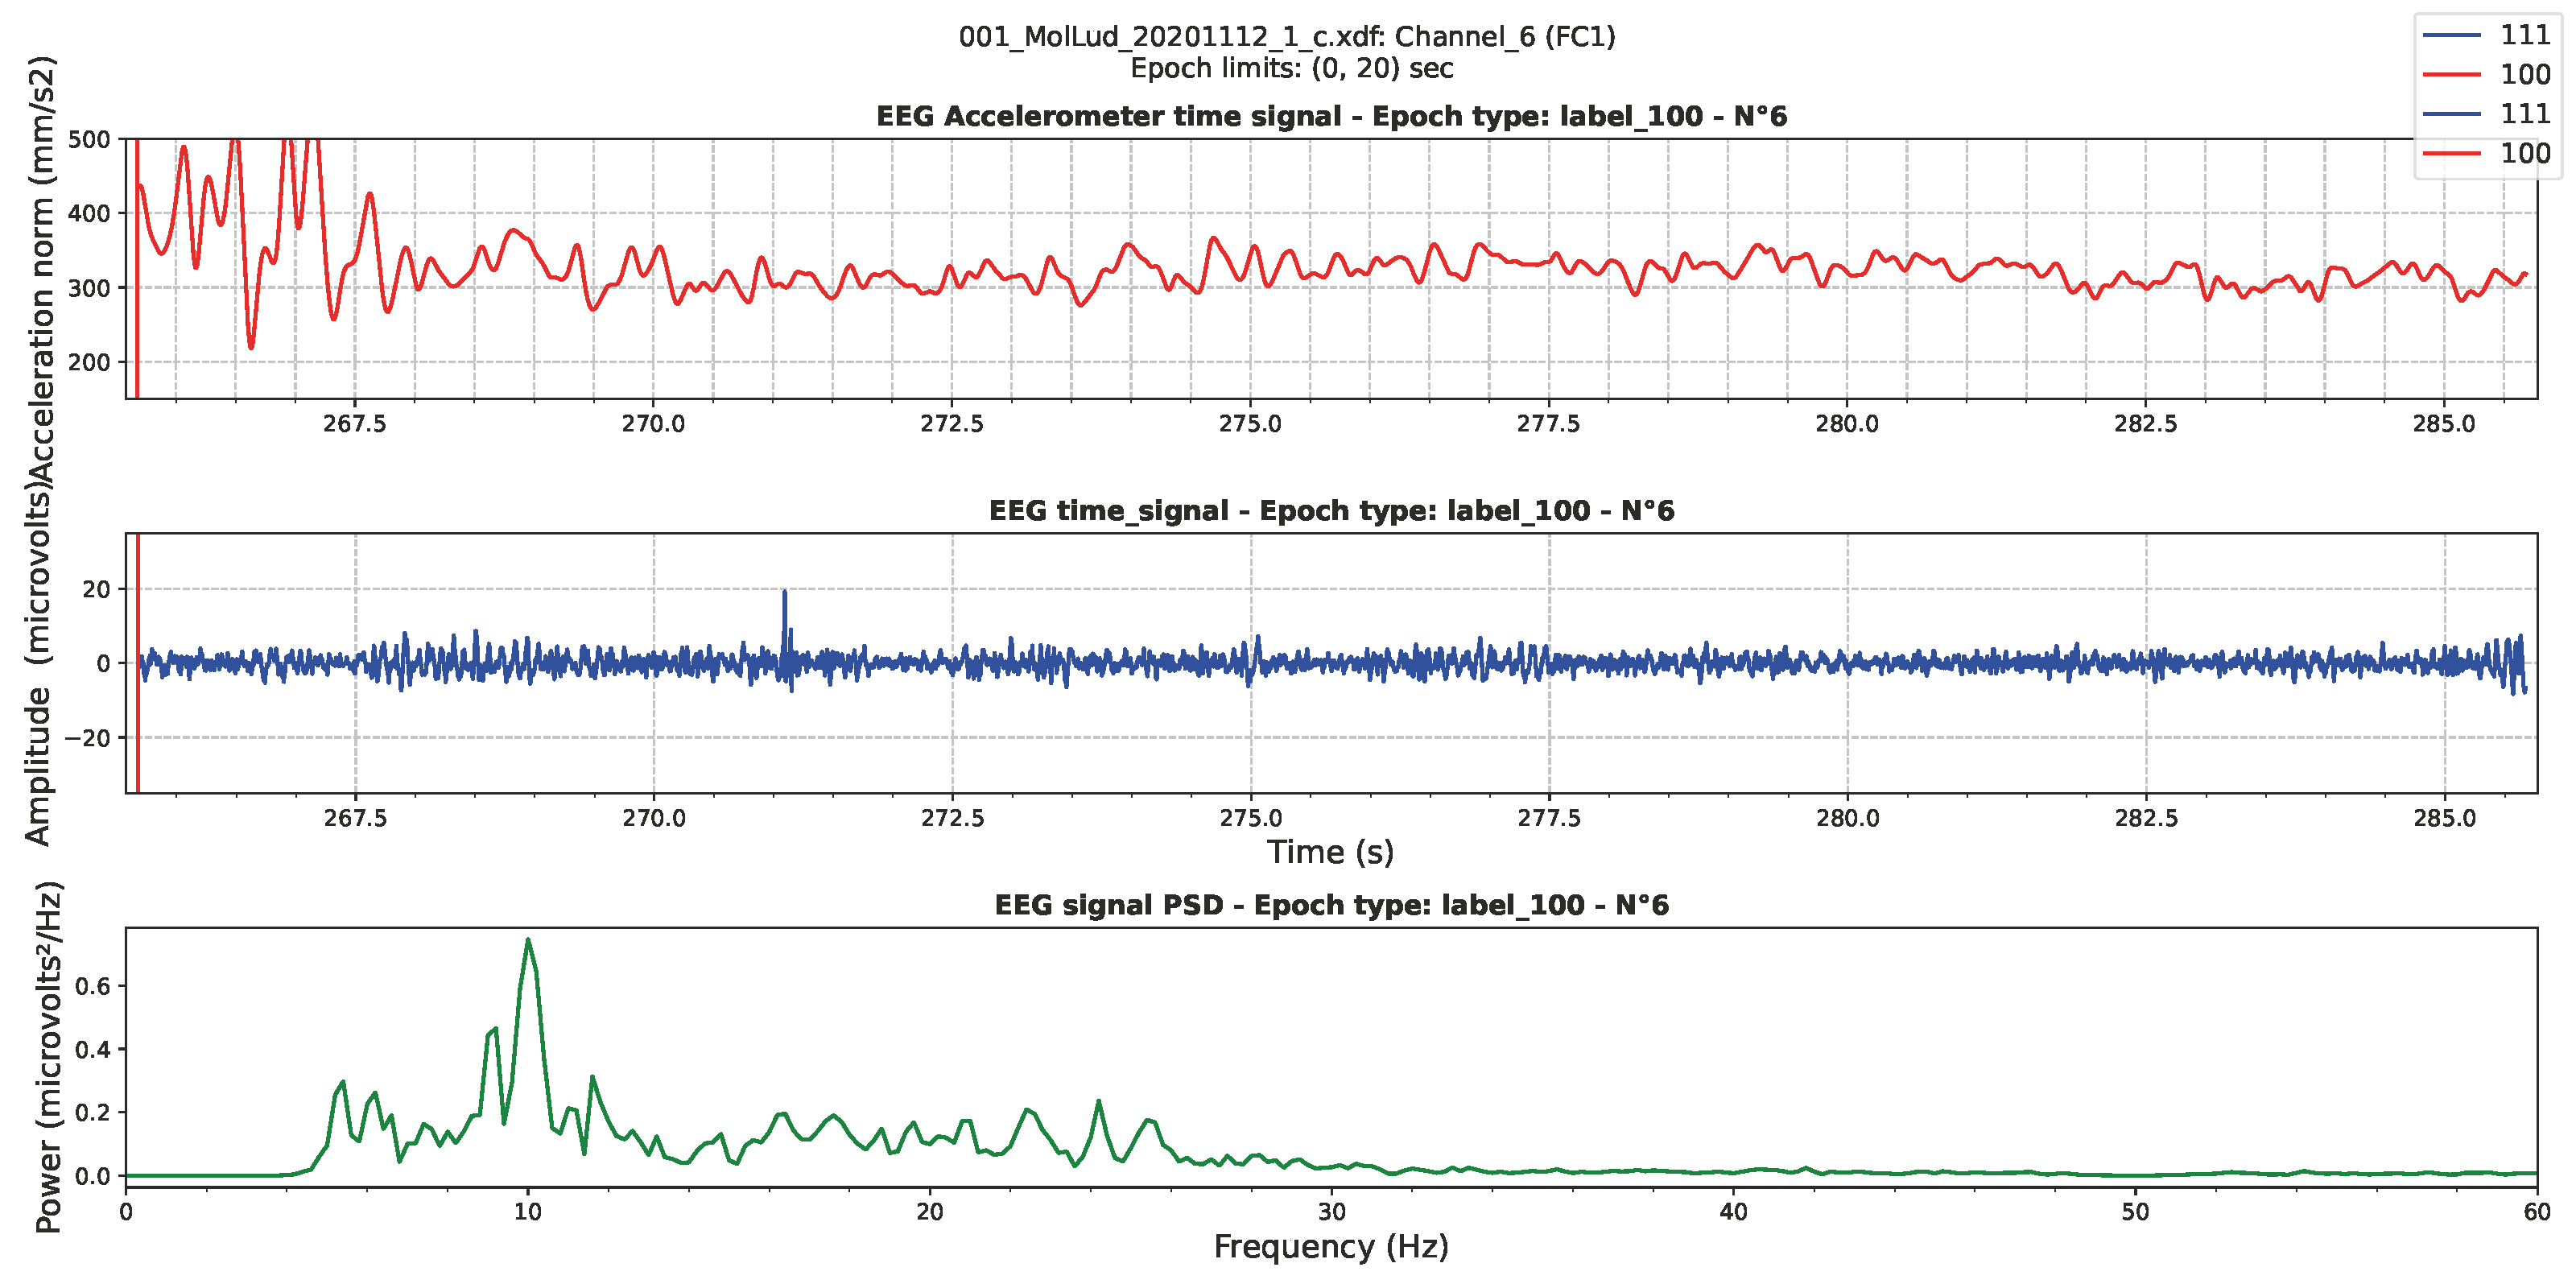 001_MolLud_20201112_1_c.xdf: Channel_6 (FC1)
Epoch limits: (0, 20) sec
111
100
111
100
EEG Accelerometer time signal - Epoch type: label_100 - N°6
Acceleration norm (mm/s2)
500
400
300
200
267.5 270.0 272.5 275.0 277.5 280.0 282.5 285.0
EEG time_signal - Epoch type: label_100 - N°6
Amplitude (microvolts)
20
0
−20
267.5 270.0 272.5 275.0 277.5 280.0 282.5 285.0
Time (s)
EEG signal PSD - Epoch type: label_100 - N°6
Power (microvolts²/Hz)
0.6
0.4
0.2
0.0
0 10 20 30 40 50 60
Frequency (Hz)